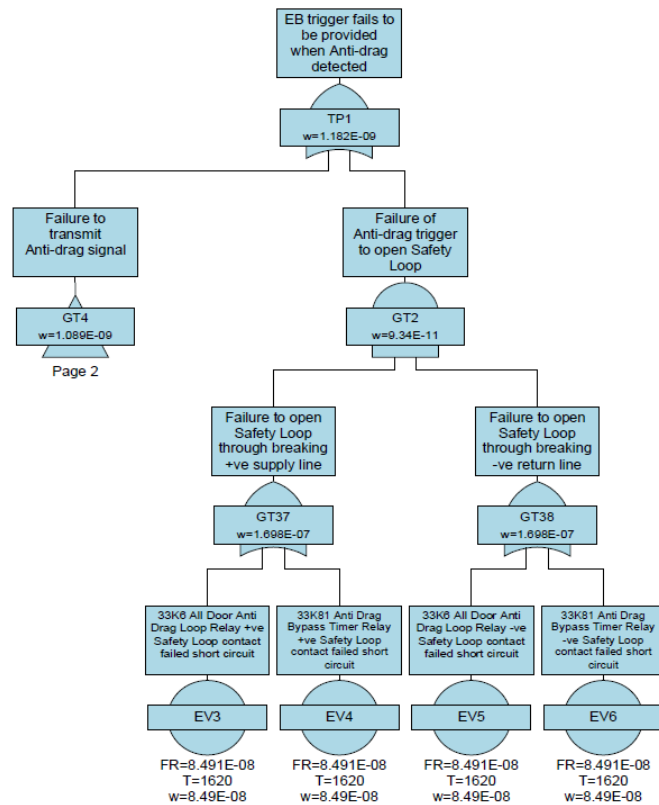 EB trigger fails to
be provided
when Anti-drag
detected
TP1
w=1.182E-09
Failure to
transmit
Anti-drag signal
GT4
w=1.089E-09
Page 2
Failure of
Anti-drag trigger
to open Safety
Loop
GT2
w=9.34E-11
Failure to open
Safety Loop
through breaking
+ve supply line
GT37
w=1.698E-07
Failure to open
Safety Loop
through breaking
-ve return line
GT38
w=1.698E-07
33K6 All Door Anti
Drag Loop Relay +ve
Safety Loop contact
failed short circuit
EV3
FR=8.491E-08
T=1620
w=8.49E-08
33K81 Anti Drag
Bypass Timer Relay
+ve Safety Loop
contact failed short
circuit
EV4
FR=8.491E-08
T=1620
w=8.49E-08
33K6 All Door Anti
Drag Loop Relay -ve
Safety Loop contact
failed short circuit
EV5
FR=8.491E-08
T=1620
w=8.49E-08
33K81 Anti Drag
Bypass Timer Relay
-ve Safety Loop
contact failed short
circuit
EV6
FR=8.491E-08
T=1620
w=8.49E-08